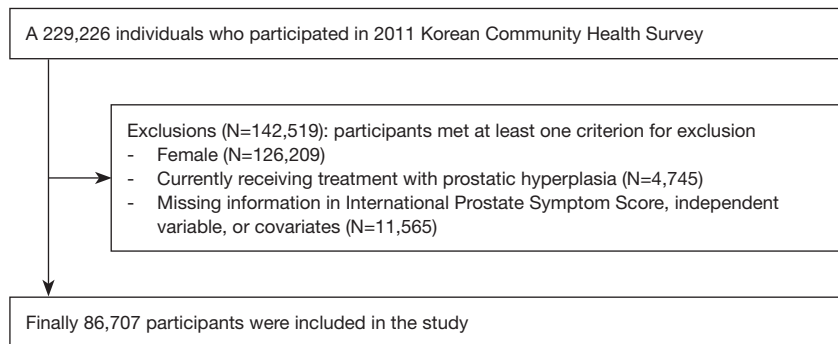 A 229,226 individuals who participated in 2011 Korean Community Health Survey
Exclusions (N=142,519): participants met at least one criterion for exclusion
- Female (N=126,209)
- Currently receiving treatment with prostatic hyperplasia (N=4,745)
- Missing information in International Prostate Symptom Score, independent
variable, or covariates (N=11,565)
Finally 86,707 participants were included in the study